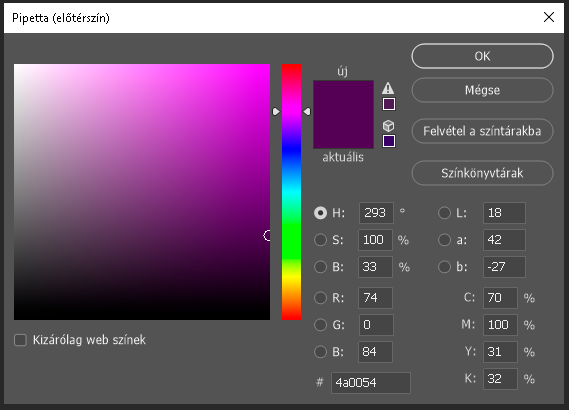 Pipetta (előtérszín)
új
aktuális
OK
Mégse
Felvétel a színtárakba
Színkönyvtárak
H: 293 °
S: 100 %
B: 33 %
R: 74
G: 0
B: 84
# 4a0054
L: 18
a: 42
b: -27
C: 70 %
M: 100 %
Y: 31 %
K: 32 %
Kizárólag web színek